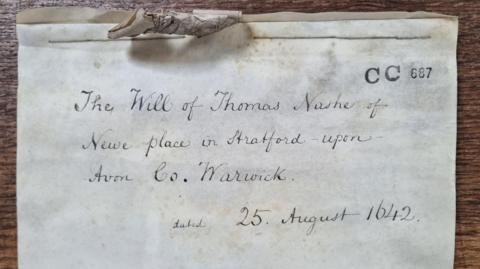 CC 687
The Will of Thomas Nashe of
Newe place in Stratford-upon-
Avon Co. Warwick.
dated 25. August 1642.